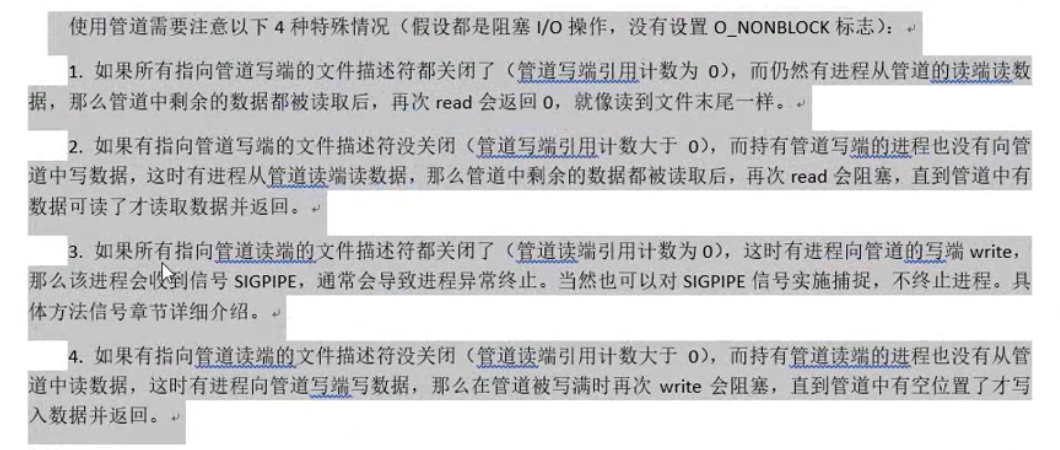 使用管道需要注意以下 4 种特殊情况（假设都是阻塞 I/O 操作，没有设置 O_NONBLOCK 标志）：
1. 如果所有指向管道写端的文件描述符都关闭了（管道写端引用计数为 0），而仍然有进程从管道的读端读数
据，那么管道中剩余的数据都被读取后，再次 read 会返回 0，就像读到文件末尾一样。
2. 如果有指向管道写端的文件描述符没关闭（管道写端引用计数大于 0），而持有管道写端的进程也没有向管
道中写数据，这时有进程从管道读端读数据，那么管道中剩余的数据都被读取后，再次 read 会阻塞，直到管道中有
数据可读了才读取数据并返回。
3. 如果所有指向管道读端的文件描述符都关闭了（管道读端引用计数为 0），这时有进程向管道的写端 write，
那么该进程会收到信号 SIGPIPE，通常会导致进程异常终止。当然也可以对 SIGPIPE 信号实施捕捉，不终止进程。具
体方法信号章节详细介绍。
4. 如果有指向管道读端的文件描述符没关闭（管道读端引用计数大于 0），而持有管道读端的进程也没有从管
道中读数据，这时有进程向管道写端写数据，那么在管道被写满时再次 write 会阻塞，直到管道中有空位置了才写
入数据并返回。